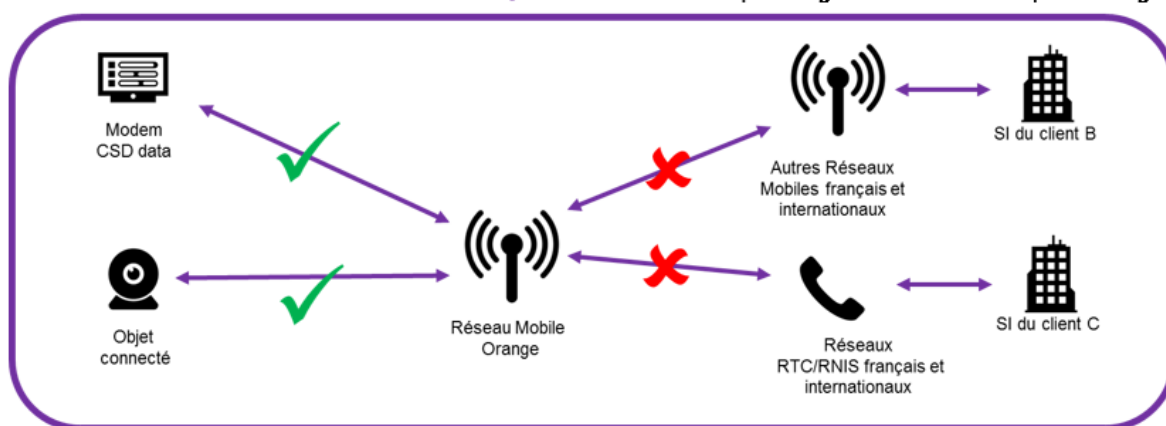 Modem
CSD data
SI du client B
Autres Réseaux
Mobiles français et
internationaux
Objet
connecté
Réseau Mobile
Orange
SI du client C
Réseaux
RTC/RNIS français et
internationaux